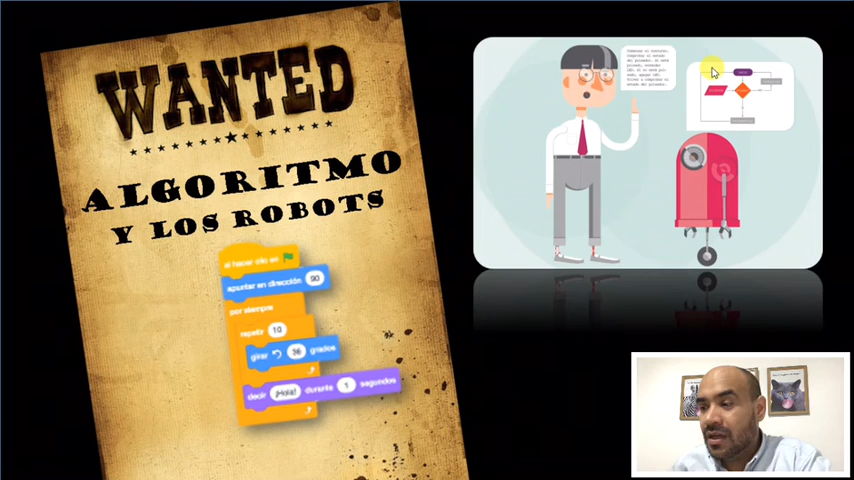 WANTED
ALGORITMO
Y LOS ROBOTS
al hacer clic en
apuntar en dirección 90
por siempre
repetir 10
girar 36 grados
decir ¡Hola! durante 1 segundos